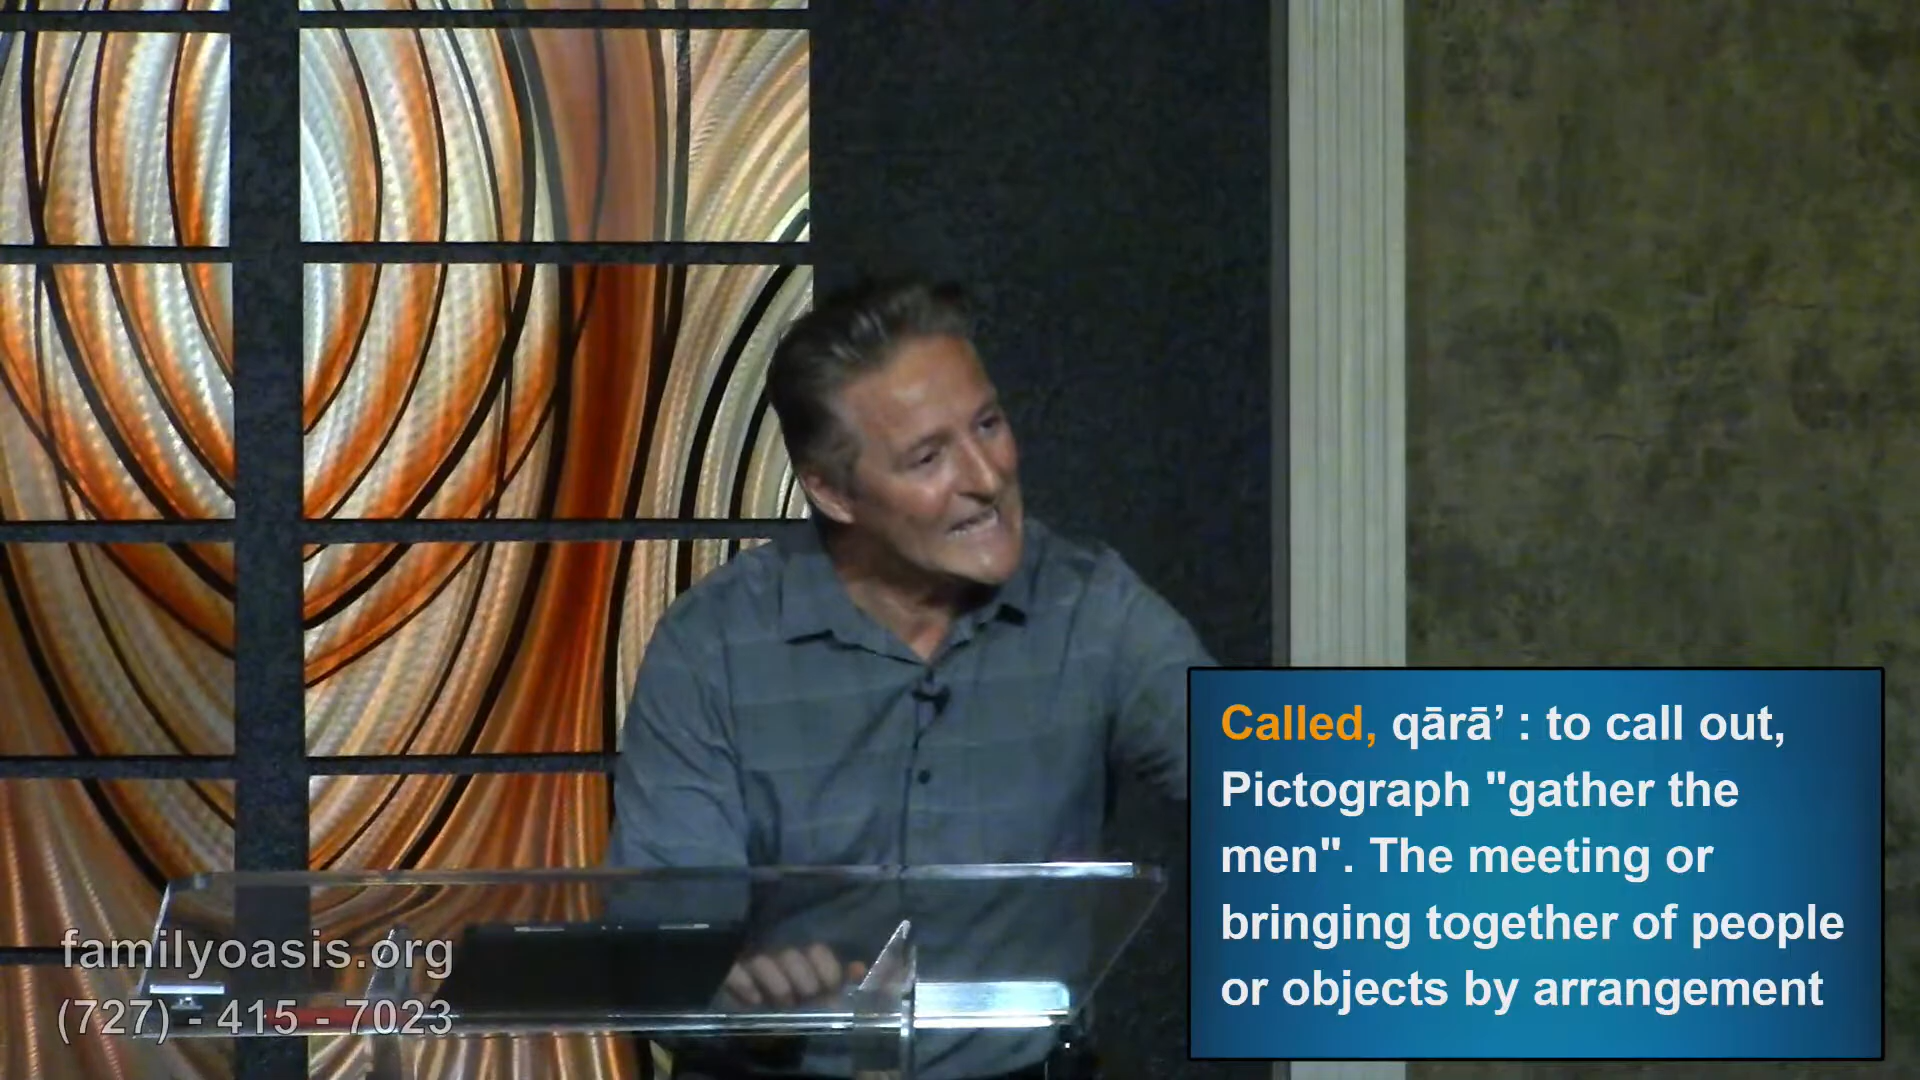 Called, qārā’ : to call out,
Pictograph "gather the
men". The meeting or
bringing together of people
or objects by arrangement
familyoasis.org
(727) - 415 - 7023